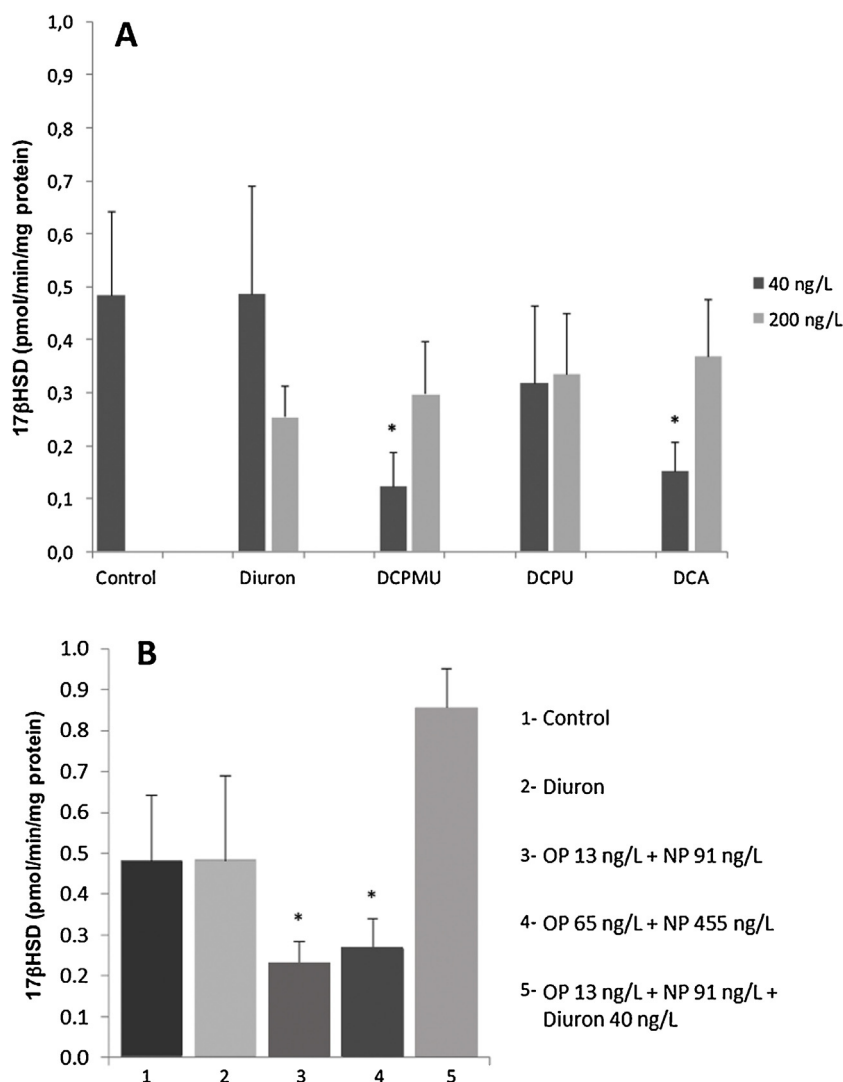 A
1,0
0,9
0,8
0,7
0,6
0,5
0,4
0,3
0,2
0,1
0,0
17βHSD (pmol/min/mg protein)
*
*
Control
Diuron
DCPMU
DCPU
DCA
40 ng/L
200 ng/L
B
1.0
0.9
0.8
0.7
0.6
0.5
0.4
0.3
0.2
0.1
0.0
17βHSD (pmol/min/mg protein)
*
*
1
2
3
4
5
1- Control
2- Diuron
3- OP 13 ng/L + NP 91 ng/L
4- OP 65 ng/L + NP 455 ng/L
5- OP 13 ng/L + NP 91 ng/L +
Diuron 40 ng/L